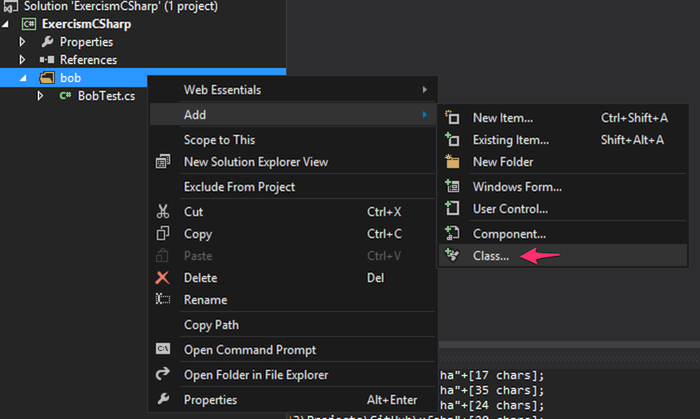 Solution 'ExercismCSharp' (1 project)
C# ExercismCSharp
Properties
References
bob
C# BobTest.cs
Web Essentials
Add
Scope to This
New Solution Explorer View
Exclude From Project
Cut Ctrl+X
Copy Ctrl+C
Paste Ctrl+V
Delete Del
Rename
Copy Path
C:\ Open Command Prompt
Open Folder in File Explorer
Properties Alt+Enter
New Item... Ctrl+Shift+A
Existing Item... Shift+Alt+A
New Folder
Windows Form...
User Control...
Component...
Class...
ha"+[17 chars];
ha"+[35 chars];
ha"+[24 chars];